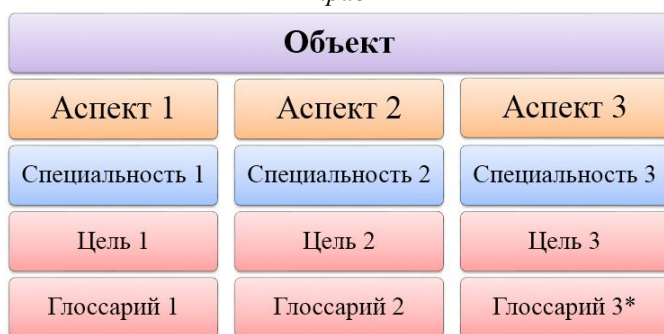 Объект
Аспект 1 Аспект 2 Аспект 3
Специальность 1 Специальность 2 Специальность 3
Цель 1 Цель 2 Цель 3
Глоссарий 1 Глоссарий 2 Глоссарий 3*